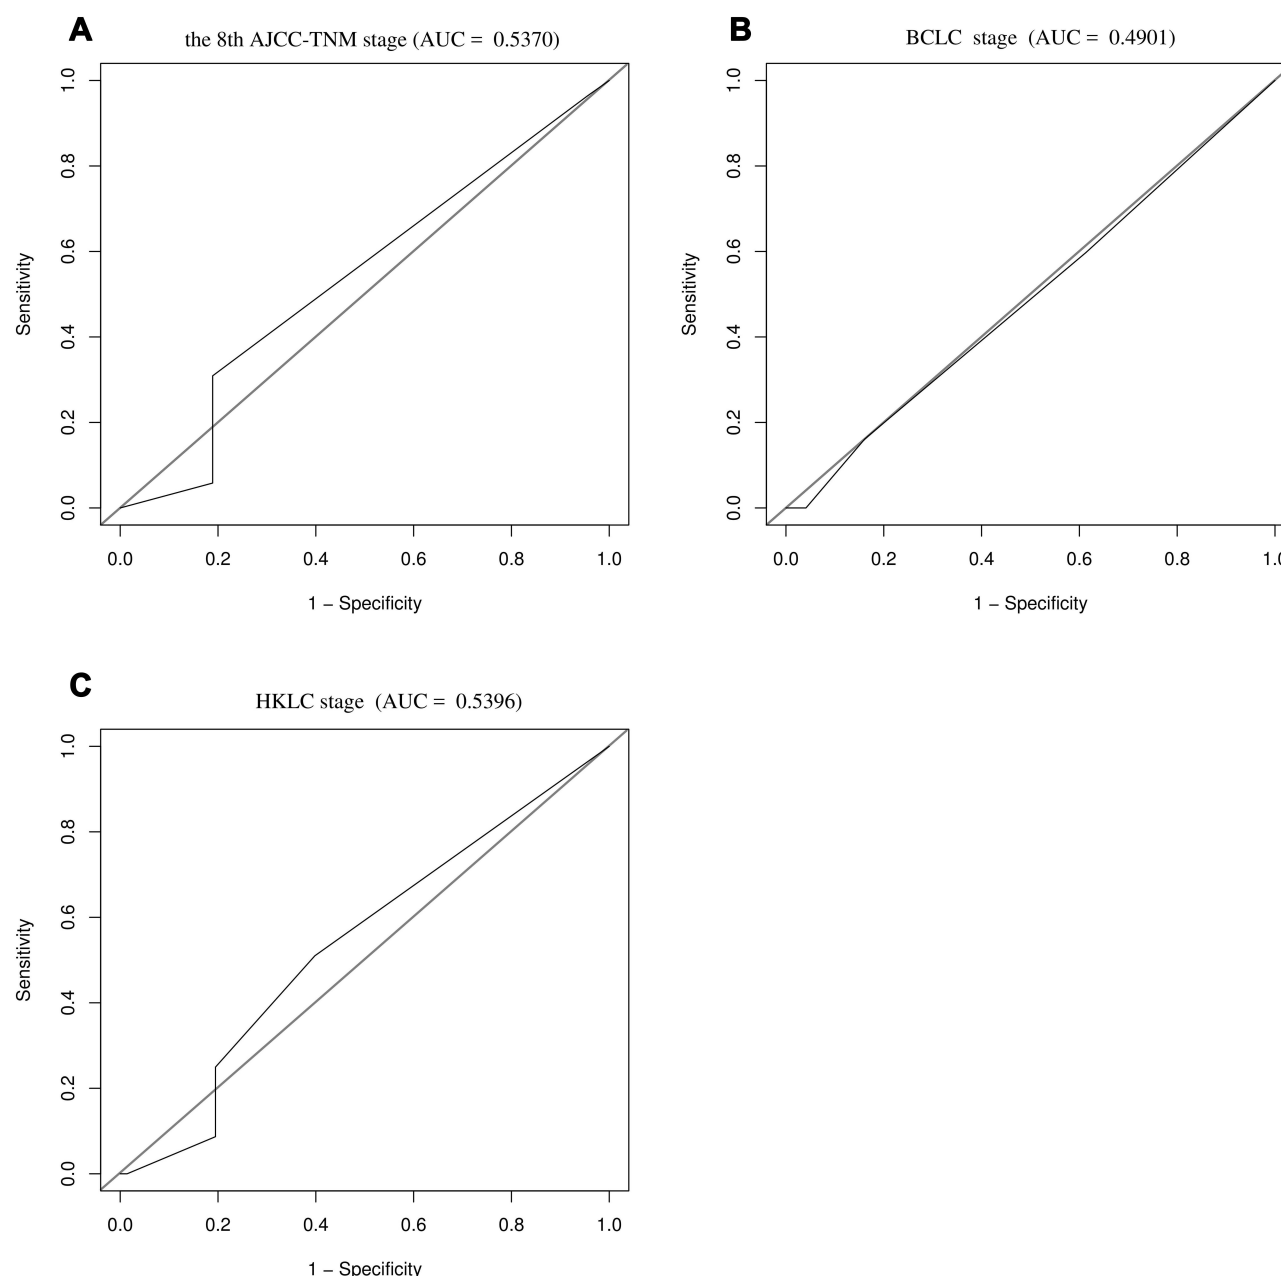 A
the 8th AJCC-TNM stage (AUC = 0.5370)
Sensitivity
1.0
0.8
0.6
0.4
0.2
0.0
0.0 0.2 0.4 0.6 0.8 1.0
1 − Specificity
B
BCLC stage (AUC = 0.4901)
Sensitivity
1.0
0.8
0.6
0.4
0.2
0.0
0.0 0.2 0.4 0.6 0.8 1.0
1 − Specificity
C
HKLC stage (AUC = 0.5396)
Sensitivity
1.0
0.8
0.6
0.4
0.2
0.0
0.0 0.2 0.4 0.6 0.8 1.0
1 − Specificity